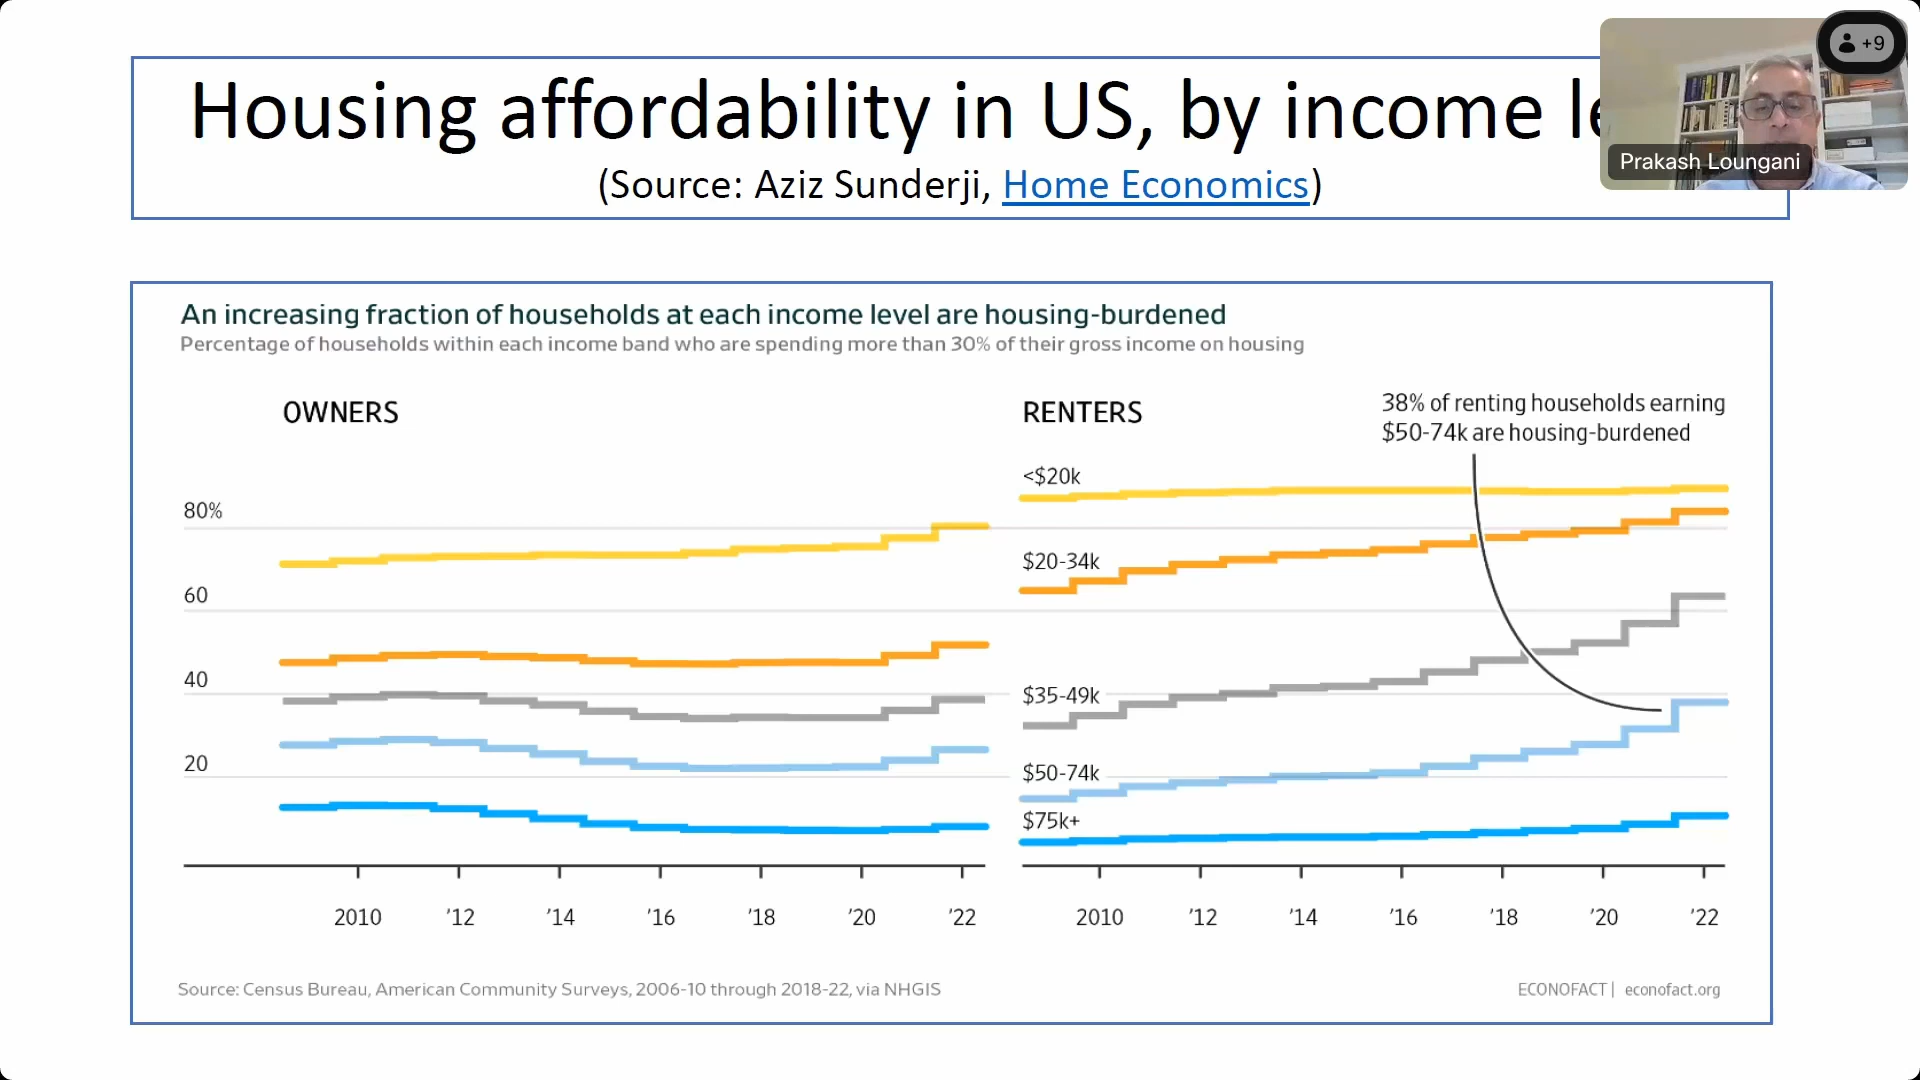 Housing affordability in US, by income
+9
Prakash Loungani
(Source: Aziz Sunderji, Home Economics)
An increasing fraction of households at each income level are housing-burdened
Percentage of households within each income band who are spending more than 30% of their gross income on housing
OWNERS
RENTERS
38% of renting households earning
$50-74k are housing-burdened
80%
60
40
20
<$20k
$20-34k
$35-49k
$50-74k
$75k+
2010 ’12 ’14 ’16 ’18 ’20 ’22
2010 ’12 ’14 ’16 ’18 ’20 ’22
Source: Census Bureau, American Community Surveys, 2006-10 through 2018-22, via NHGIS
ECONOFACT | econofact.org